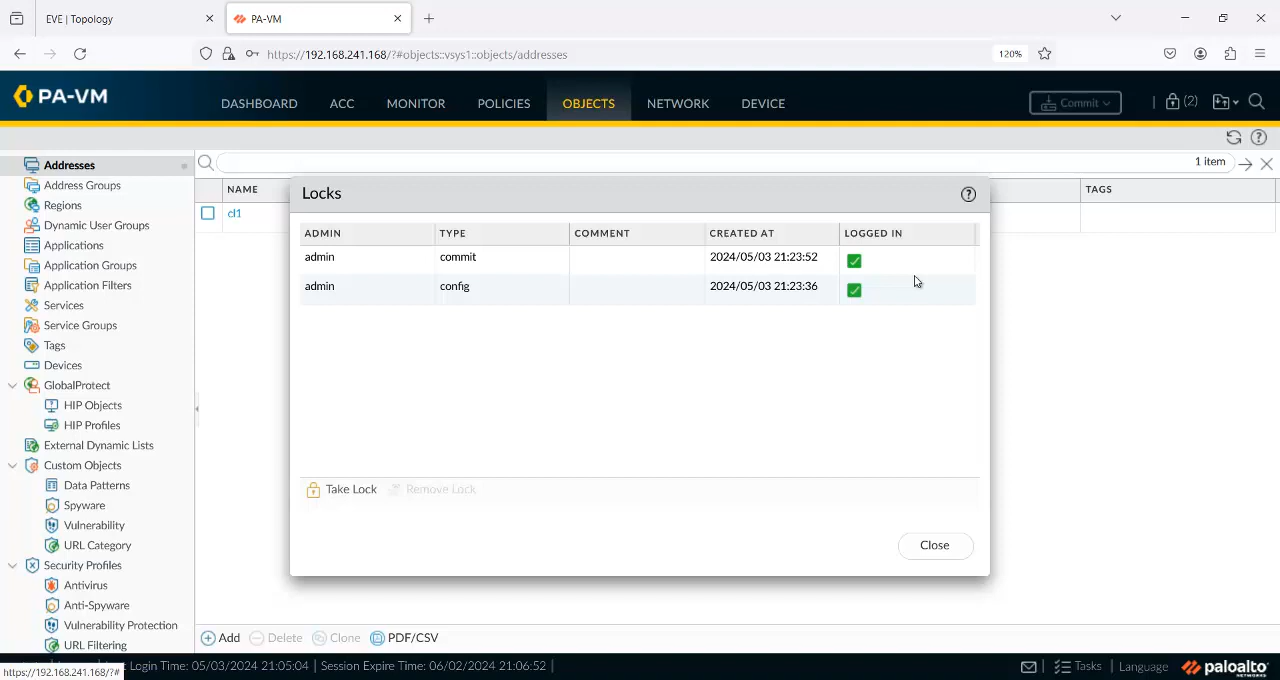 EVE | Topology
PA-VM
https://192.168.241.168/?#objects::vsys1::objects/addresses
120%
PA-VM
DASHBOARD
ACC
MONITOR
POLICIES
OBJECTS
NETWORK
DEVICE
Commit
(2)
Addresses
Address Groups
Regions
Dynamic User Groups
Applications
Application Groups
Application Filters
Services
Service Groups
Tags
Devices
GlobalProtect
HIP Objects
HIP Profiles
External Dynamic Lists
Custom Objects
Data Patterns
Spyware
Vulnerability
URL Category
Security Profiles
Antivirus
Anti-Spyware
Vulnerability Protection
URL Filtering
1 item
NAME
TAGS
cl1
Locks
ADMIN TYPE COMMENT CREATED AT LOGGED IN
admin commit 2024/05/03 21:23:52
admin config 2024/05/03 21:23:36
Take Lock
Remove Lock
Close
Add
Delete
Clone
PDF/CSV
https://192.168.241.168/?#
Login Time: 05/03/2024 21:05:04 | Session Expire Time: 06/02/2024 21:06:52 |
Tasks | Language
paloalto
NETWORKS